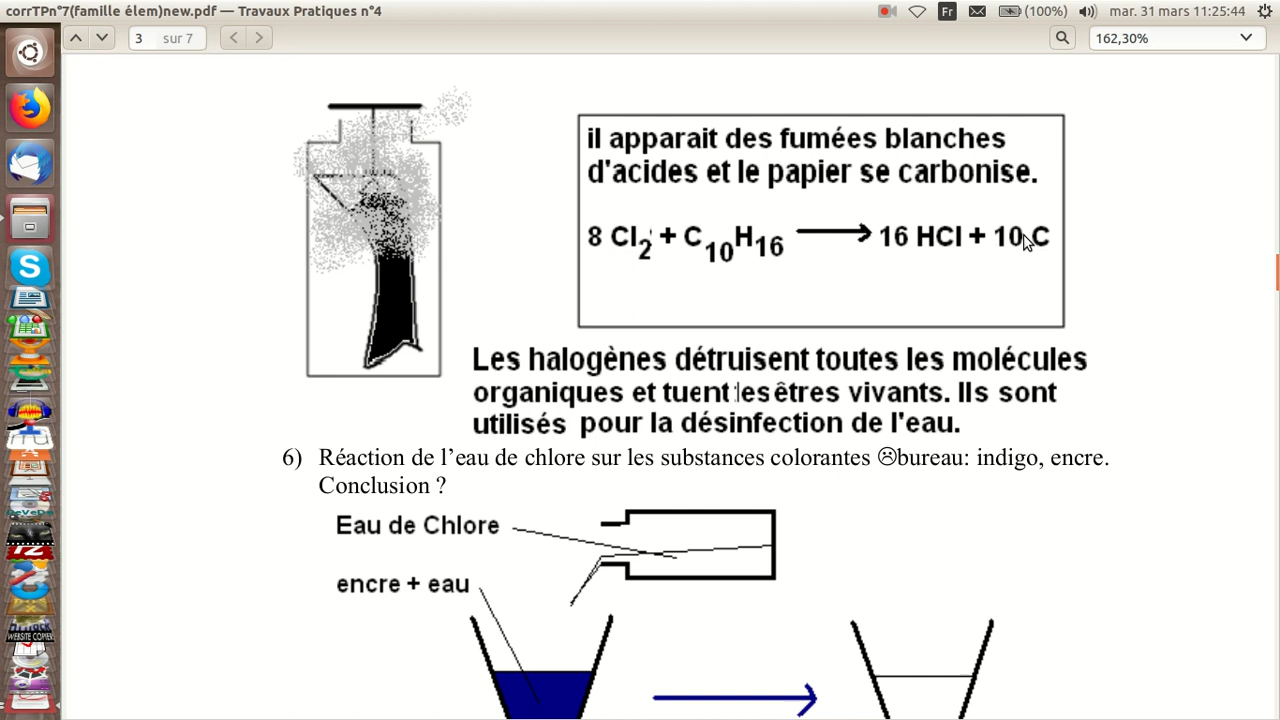 corrTPn°7(famille élem)new.pdf — Travaux Pratiques n°4
Fr
(100%)
mar. 31 mars 11:25:44
3
sur 7
162,30%
il apparait des fumées blanches
d'acides et le papier se carbonise.
8 Cl2 + C10H16 → 16 HCl + 10 C
Les halogènes détruisent toutes les molécules
organiques et tuent les êtres vivants. Ils sont
utilisés pour la désinfection de l'eau.
6) Réaction de l’eau de chlore sur les substances colorantes ☹bureau: indigo, encre.
Conclusion ?
Eau de Chlore
encre + eau
WEBSITE COPIER